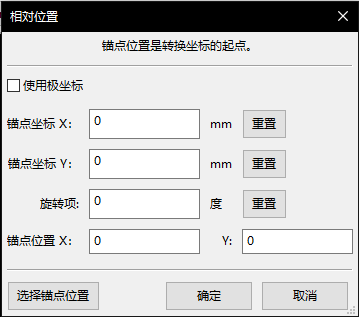 相对位置
锚点位置是转换坐标的起点。
使用极坐标
锚点坐标 X: 0 mm 重置
锚点坐标 Y: 0 mm 重置
旋转项: 0 度 重置
锚点位置 X: 0 Y: 0
选择锚点位置 确定 取消